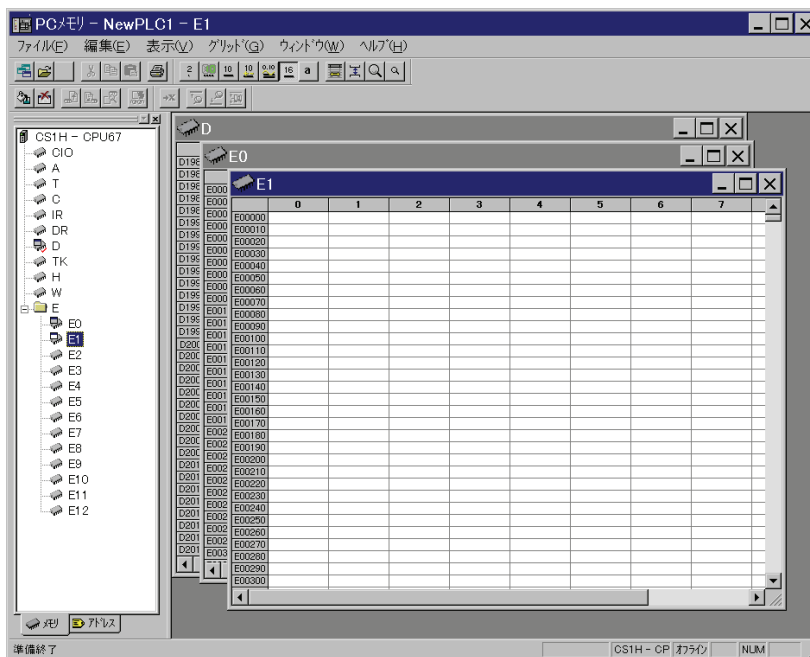 PCメモリ - NewPLC1 - E1
ファイル(F) 編集(E) 表示(V) グリッド(G) ウィンドウ(W) ヘルプ(H)
CS1H - CPU67
CIO
A
T
C
IR
DR
D
TK
H
W
E
E0
E1
E2
E3
E4
E5
E6
E7
E8
E9
E10
E11
E12
メモリ アドレス
D
E0
E1
0 1 2 3 4 5 6 7
E00000
E00010
E00020
E00030
E00040
E00050
E00060
E00070
E00080
E00090
E00100
E00110
E00120
E00130
E00140
E00150
E00160
E00170
E00180
E00190
E00200
E00210
E00220
E00230
E00240
E00250
E00260
E00270
E00280
E00290
E00300
準備終了 CS1H - CP オフライン NUM